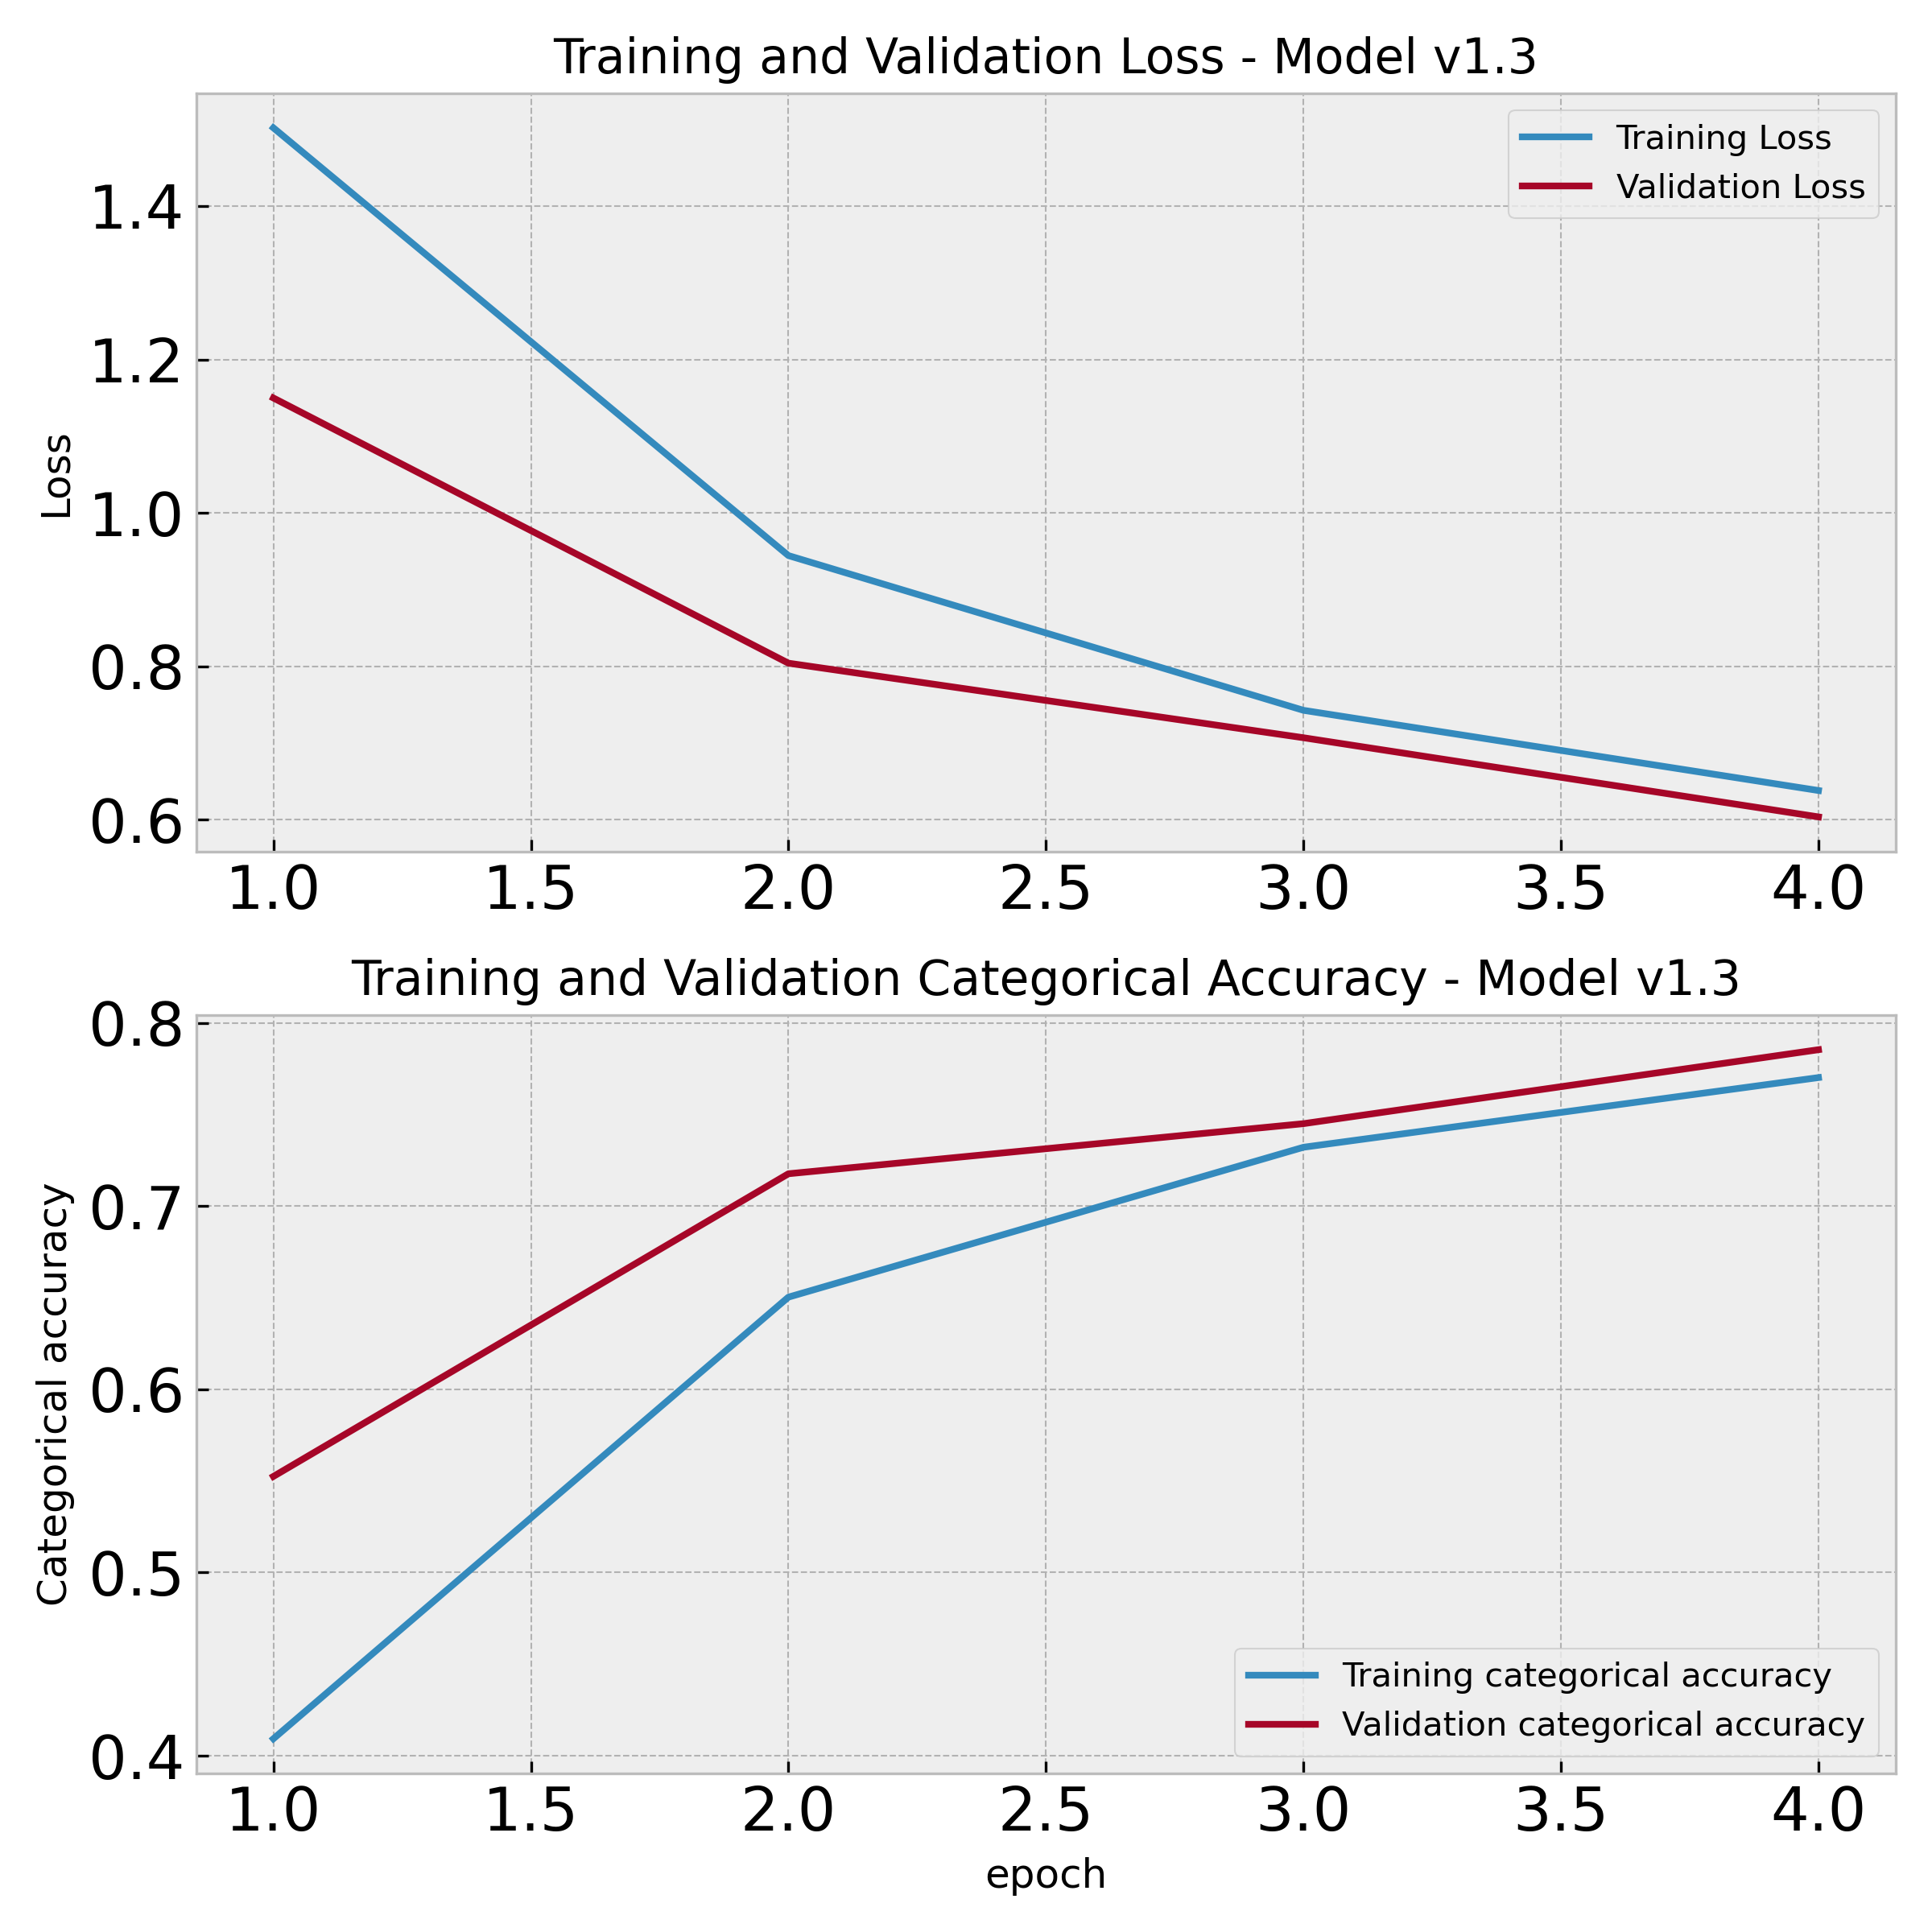 Training and Validation Loss - Model v1.3
Training Loss
Validation Loss
Loss
1.4
1.2
1.0
0.8
0.6
1.0 1.5 2.0 2.5 3.0 3.5 4.0
Training and Validation Categorical Accuracy - Model v1.3
Categorical accuracy
0.8
0.7
0.6
0.5
0.4
Training categorical accuracy
Validation categorical accuracy
1.0 1.5 2.0 2.5 3.0 3.5 4.0
epoch